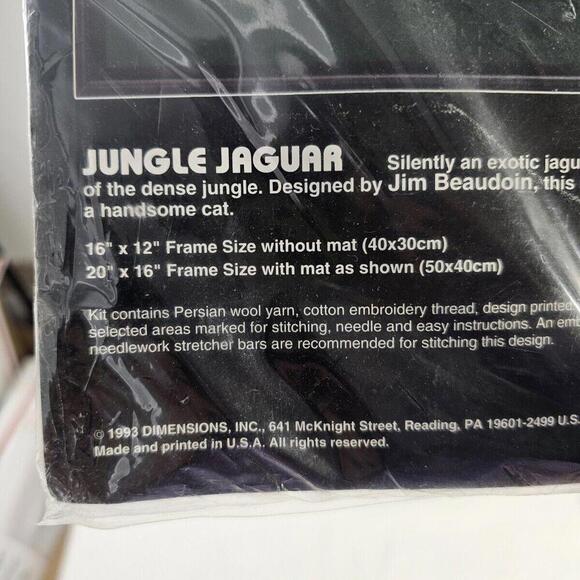 JUNGLE JAGUAR Silently an exotic jagu
of the dense jungle. Designed by Jim Beaudoin, this
a handsome cat.
16" x 12" Frame Size without mat (40x30cm)
20" x 16" Frame Size with mat as shown (50x40cm)
Kit contains Persian wool yarn, cotton embroidery thread, design printed
selected areas marked for stitching, needle and easy instructions. An emb
needlework stretcher bars are recommended for stitching this design.
© 1993 DIMENSIONS, INC., 641 McKnight Street, Reading, PA 19601-2499 U.S.
Made and printed in U.S.A. All rights reserved.